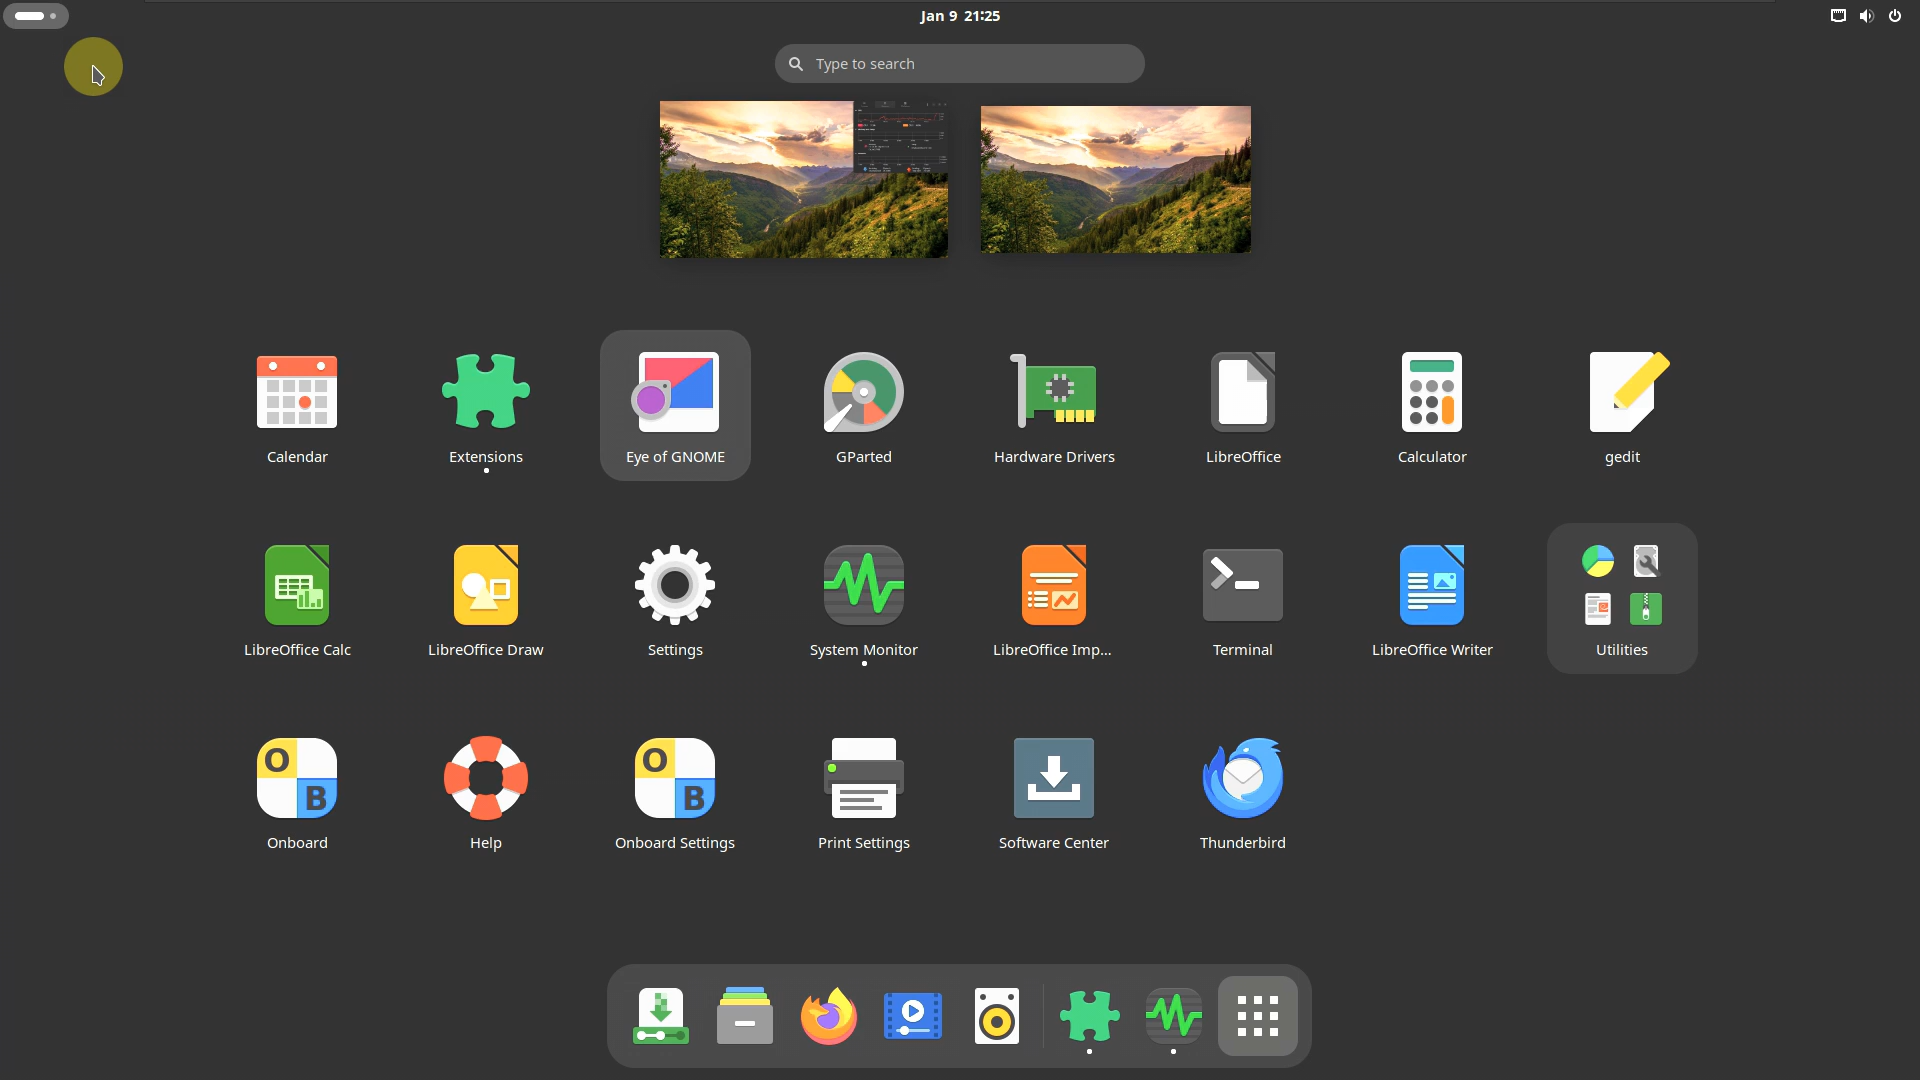 Jan 9 21:25
Type to search
Calendar
Extensions
Eye of GNOME
GParted
Hardware Drivers
LibreOffice
Calculator
gedit
LibreOffice Calc
LibreOffice Draw
Settings
System Monitor
LibreOffice Imp...
Terminal
LibreOffice Writer
Utilities
O
B
O
B
Onboard
Help
Onboard Settings
Print Settings
Software Center
Thunderbird